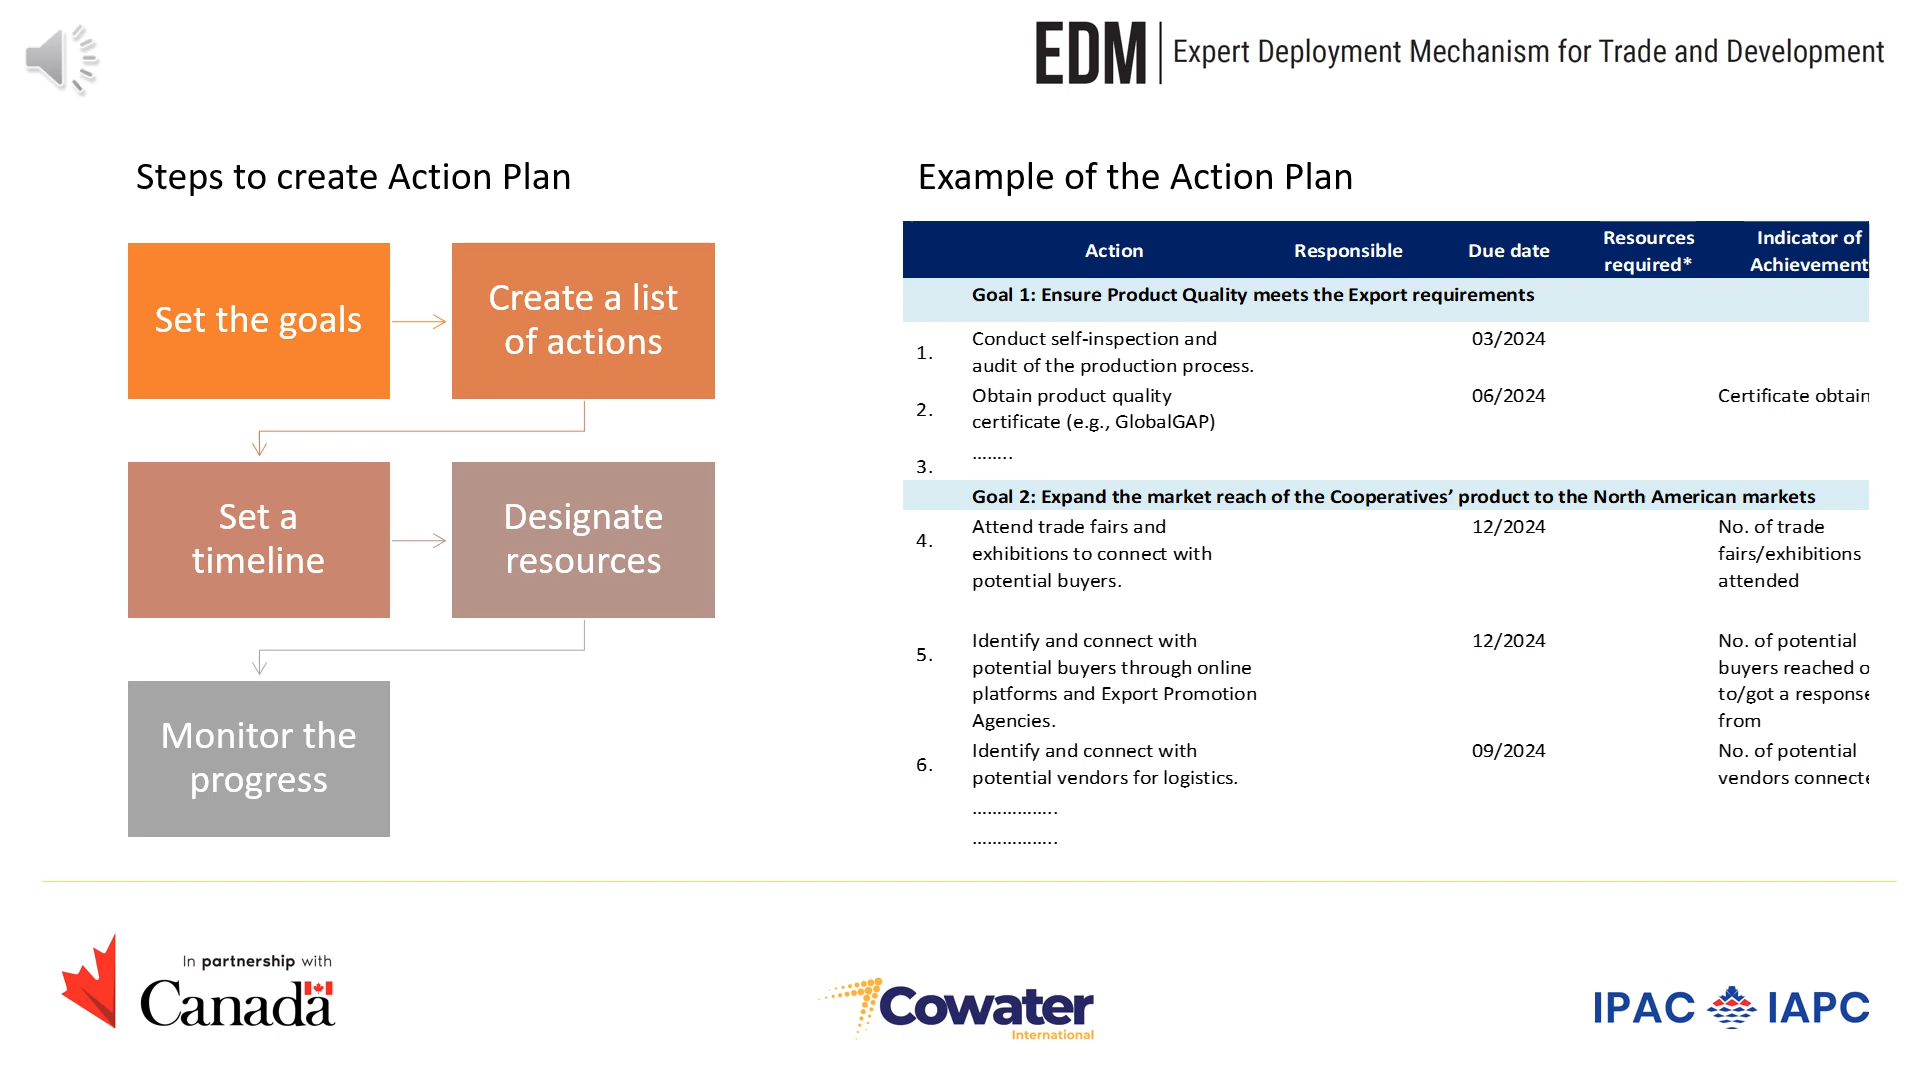 EDM
Expert Deployment Mechanism for Trade and Development
Steps to create Action Plan
Set the goals
Create a list
of actions
Set a
timeline
Designate
resources
Monitor the
progress
Example of the Action Plan
Action
Responsible
Due date
Resources
required*
Indicator of
Achievement
Goal 1: Ensure Product Quality meets the Export requirements
1.
Conduct self-inspection and
audit of the production process.
03/2024
2.
Obtain product quality
certificate (e.g., GlobalGAP)
06/2024
Certificate obtain
3.
........
Goal 2: Expand the market reach of the Cooperatives’ product to the North American markets
4.
Attend trade fairs and
exhibitions to connect with
potential buyers.
12/2024
No. of trade
fairs/exhibitions
attended
5.
Identify and connect with
potential buyers through online
platforms and Export Promotion
Agencies.
12/2024
No. of potential
buyers reached o
to/got a response
from
6.
Identify and connect with
potential vendors for logistics.
09/2024
No. of potential
vendors connecte
.................
.................
In partnership with
Canada
Cowater
International
IPAC IAPC